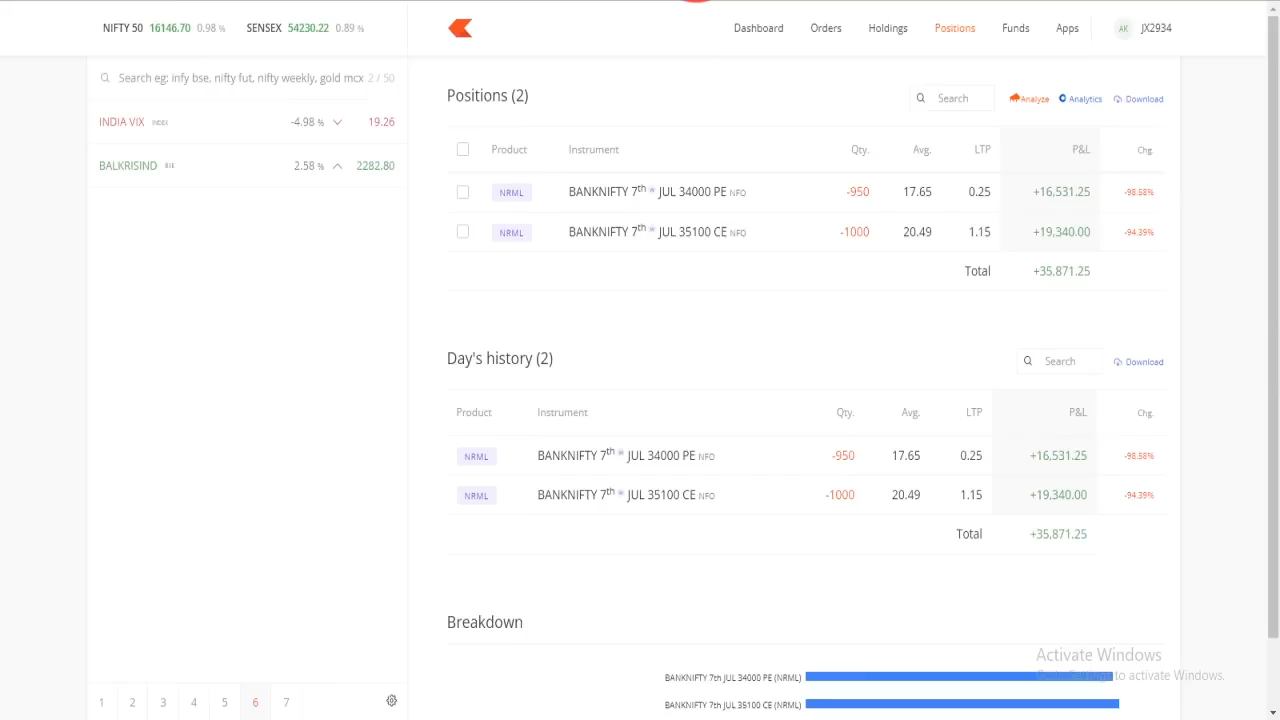 NIFTY 50 16146.70 0.98 % SENSEX 54230.22 0.89 %
Dashboard Orders Holdings Positions Funds Apps AK JX2934
Search eg: infy bse, nifty fut, nifty weekly, gold mcx 2 / 50
INDIA VIX INDEX -4.98 % 19.26
BALKRISIND BSE 2.58 % 2282.80
1 2 3 4 5 6 7
Positions (2) Search Analyze Analytics Download
Product Instrument Qty. Avg. LTP P&L Chg.
NRML BANKNIFTY 7th JUL 34000 PE NFO -950 17.65 0.25 +16,531.25 -98.58%
NRML BANKNIFTY 7th JUL 35100 CE NFO -1000 20.49 1.15 +19,340.00 -94.39%
Total +35,871.25
Day's history (2) Search Download
Product Instrument Qty. Avg. LTP P&L Chg.
NRML BANKNIFTY 7th JUL 34000 PE NFO -950 17.65 0.25 +16,531.25 -98.58%
NRML BANKNIFTY 7th JUL 35100 CE NFO -1000 20.49 1.15 +19,340.00 -94.39%
Total +35,871.25
Breakdown
BANKNIFTY 7th JUL 34000 PE (NRML)
BANKNIFTY 7th JUL 35100 CE (NRML)
Activate Windows
to activate Windows.